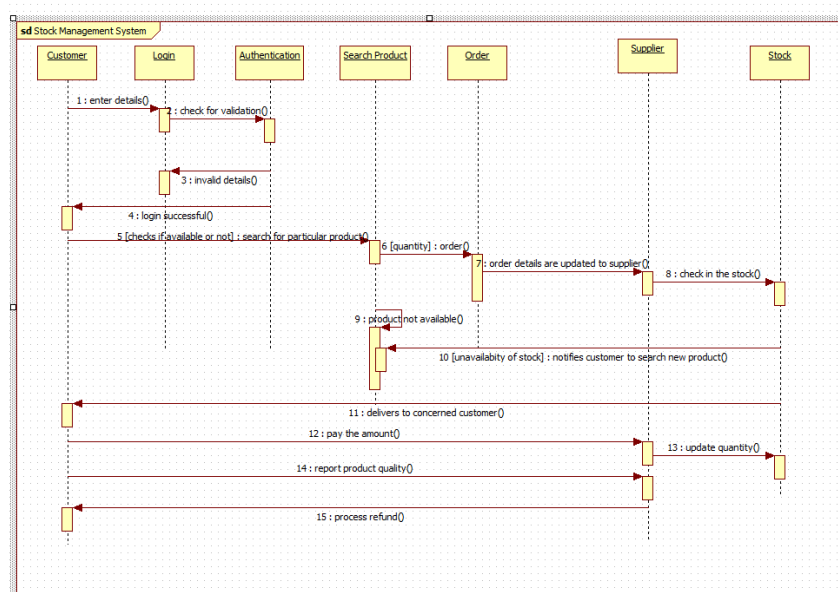 sd Stock Management System
Customer
Login
Authentication
Search Product
Order
Supplier
Stock
1 : enter details()
2 : check for validation()
3 : invalid details()
4 : login successful()
5 [checks if available or not] : search for particular product()
6 [quantity] : order()
7 : order details are updated to supplier()
8 : check in the stock()
9 : product not available()
10 [unavailabity of stock] : notifies customer to search new product()
11 : delivers to concerned customer()
12 : pay the amount()
13 : update quantity()
14 : report product quality()
15 : process refund()